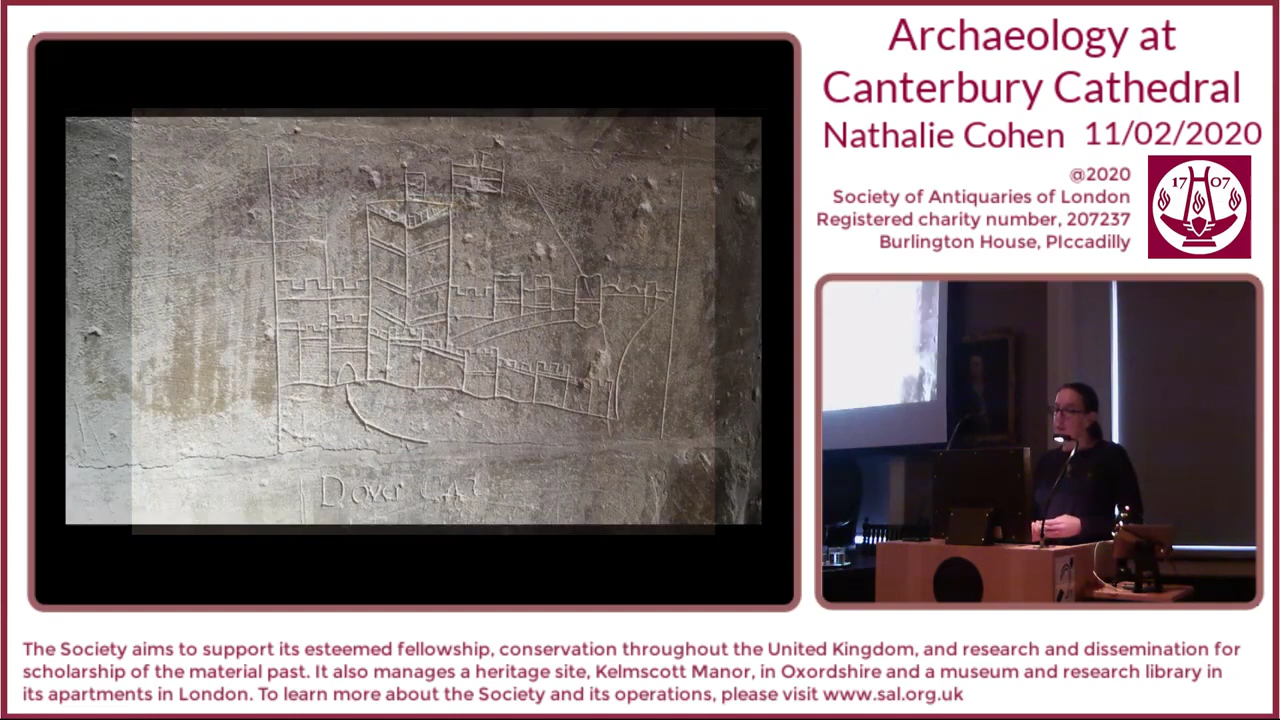 Archaeology at
Canterbury Cathedral
Nathalie Cohen 11/02/2020
@2020
Society of Antiquaries of London
Registered charity number, 207237
Burlington House, PIccadilly
17 07
Dover
The Society aims to support its esteemed fellowship, conservation throughout the United Kingdom, and research and dissemination for
scholarship of the material past. It also manages a heritage site, Kelmscott Manor, in Oxordshire and a museum and research library in
its apartments in London. To learn more about the Society and its operations, please visit www.sal.org.uk